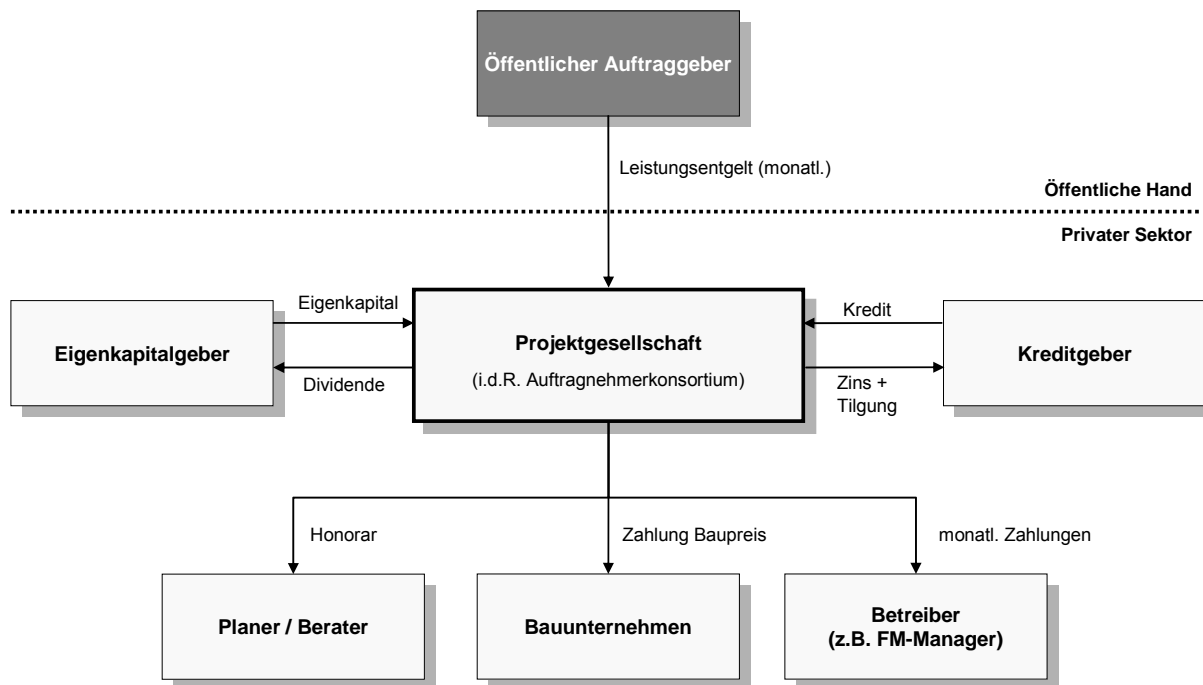 Öffentlicher Auftraggeber
Leistungsentgelt (monatl.)
Öffentliche Hand
Privater Sektor
Eigenkapitalgeber
Eigenkapital
Dividende
Projektgesellschaft
(i.d.R. Auftragnehmerkonsortium)
Kredit
Zins +
Tilgung
Kreditgeber
Honorar
Zahlung Baupreis
monatl. Zahlungen
Planer / Berater
Bauunternehmen
Betreiber
(z.B. FM-Manager)